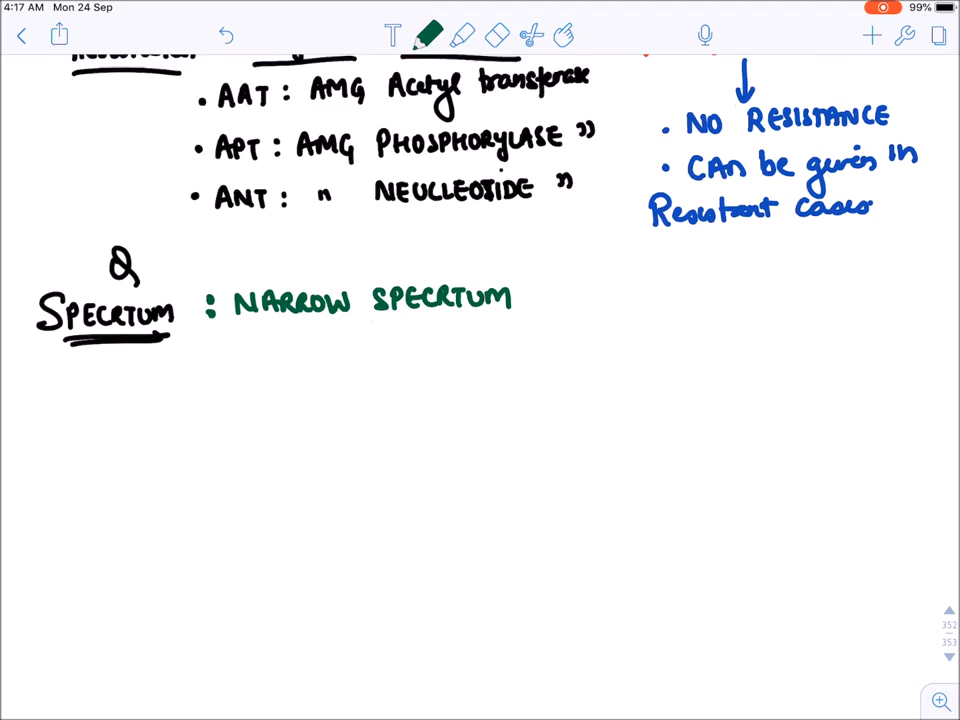 4:17 AM Mon 24 Sep 99%
• AAT : AMG Acetyl transferase
• APT : AMG PHOSPHORYLASE "
• ANT : " NEUCLEOTIDE "
• NO RESISTANCE
• CAN be given in
Resistant cases
Q
SPECRTUM : NARROW SPECRTUM
352
353